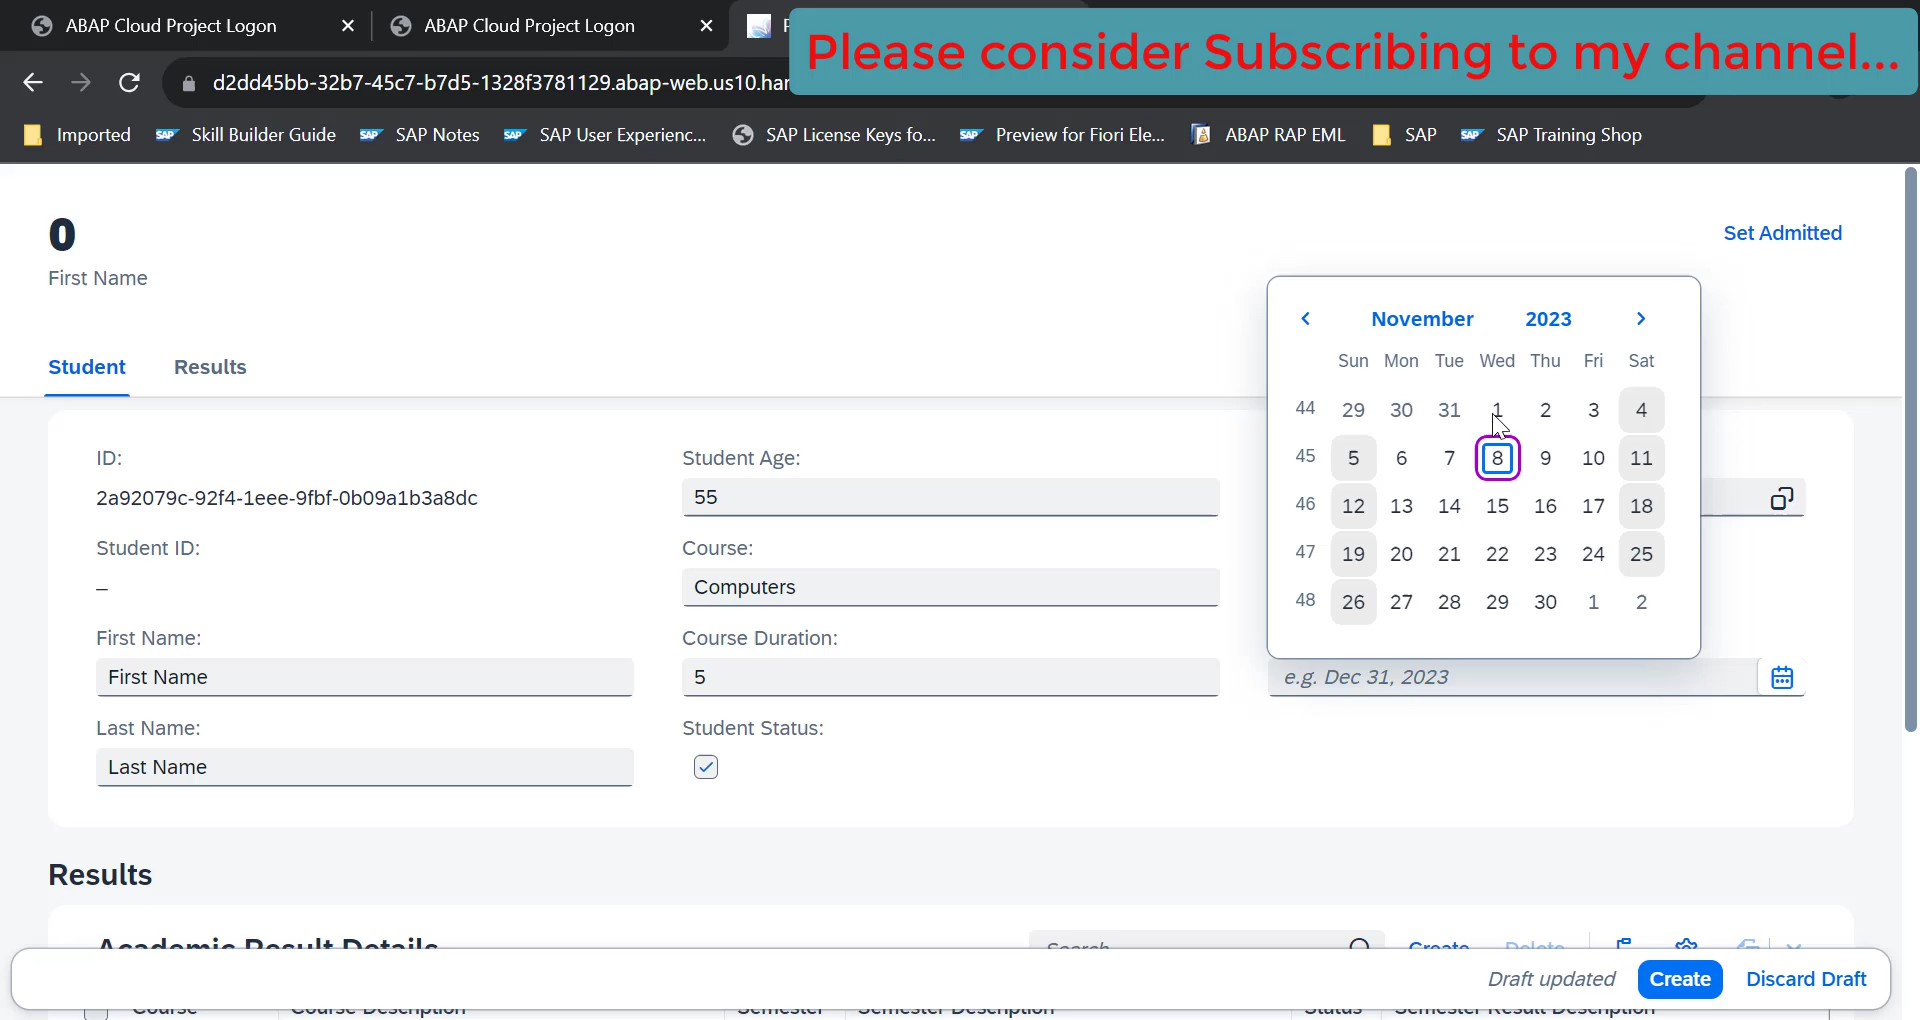 ABAP Cloud Project Logon
ABAP Cloud Project Logon
Please consider Subscribing to my channel...
d2dd45bb-32b7-45c7-b7d5-1328f3781129.abap-web.us10.har
Imported
SAP Skill Builder Guide
SAP SAP Notes
SAP SAP User Experienc...
SAP License Keys fo...
SAP Preview for Fiori Ele...
ABAP RAP EML
SAP
SAP SAP Training Shop
0
First Name
Set Admitted
Student Results
November 2023
Sun Mon Tue Wed Thu Fri Sat
44 29 30 31 1 2 3 4
45 5 6 7 8 9 10 11
46 12 13 14 15 16 17 18
47 19 20 21 22 23 24 25
48 26 27 28 29 30 1 2
e.g. Dec 31, 2023
ID:
2a92079c-92f4-1eee-9fbf-0b09a1b3a8dc
Student ID:
–
First Name:
First Name
Last Name:
Last Name
Student Age:
55
Course:
Computers
Course Duration:
5
Student Status:
Results
Academic Result Details
Search
Create Delete
Draft updated Create Discard Draft
Course Course Description Semester Semester Description Status Semester Result Description